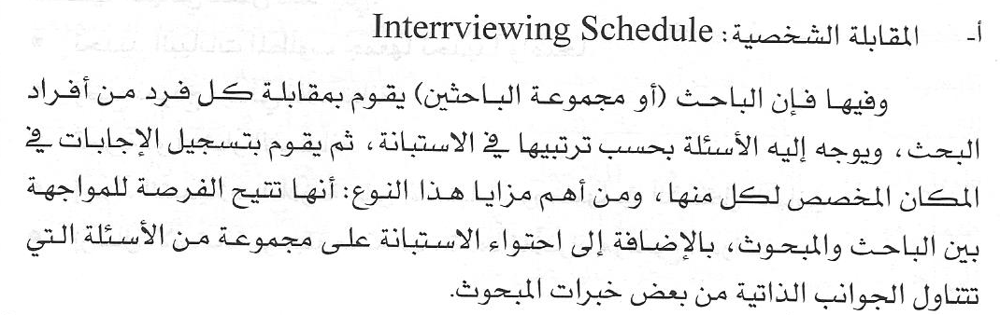 أ- المقابلة الشخصية: Interrviewing Schedule
وفيها فإن الباحث (أو مجموعة الباحثين) يقوم بمقابلة كل فرد من أفراد
البحث، ويوجه إليه الأسئلة بحسب ترتبيها في الاستبانة، ثم يقوم بتسجيل الإجابات في
المكان المخصص لكل منها، ومن أهم مزايا هذا النوع: أنها تتيح الفرصة للمواجهة
بين الباحث والمبحوث، بالإضافة إلى احتواء الاستبانة على مجموعة من الأسئلة التي
تتناول الجوانب الذاتية من بعض خبرات المبحوث.